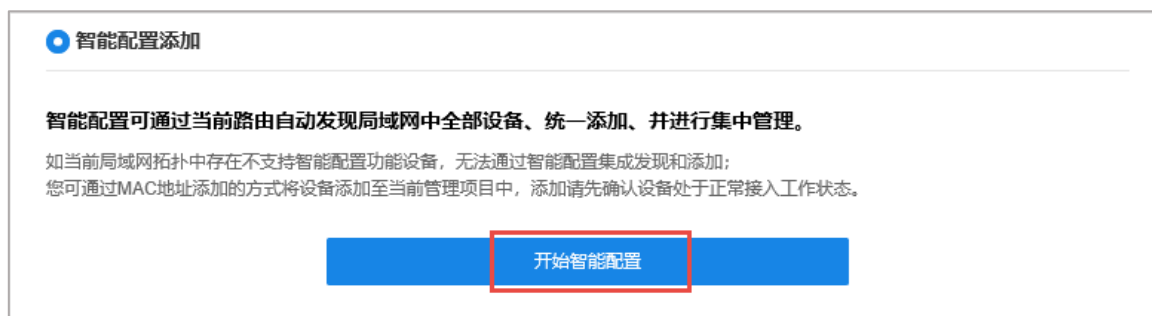 智能配置添加
智能配置可通过当前路由自动发现局域网中全部设备、统一添加、并进行集中管理。
如当前局域网拓扑中存在不支持智能配置功能设备，无法通过智能配置集成发现和添加；
您可通过MAC地址添加的方式将设备添加至当前管理项目中，添加请先确认设备处于正常接入工作状态。
开始智能配置